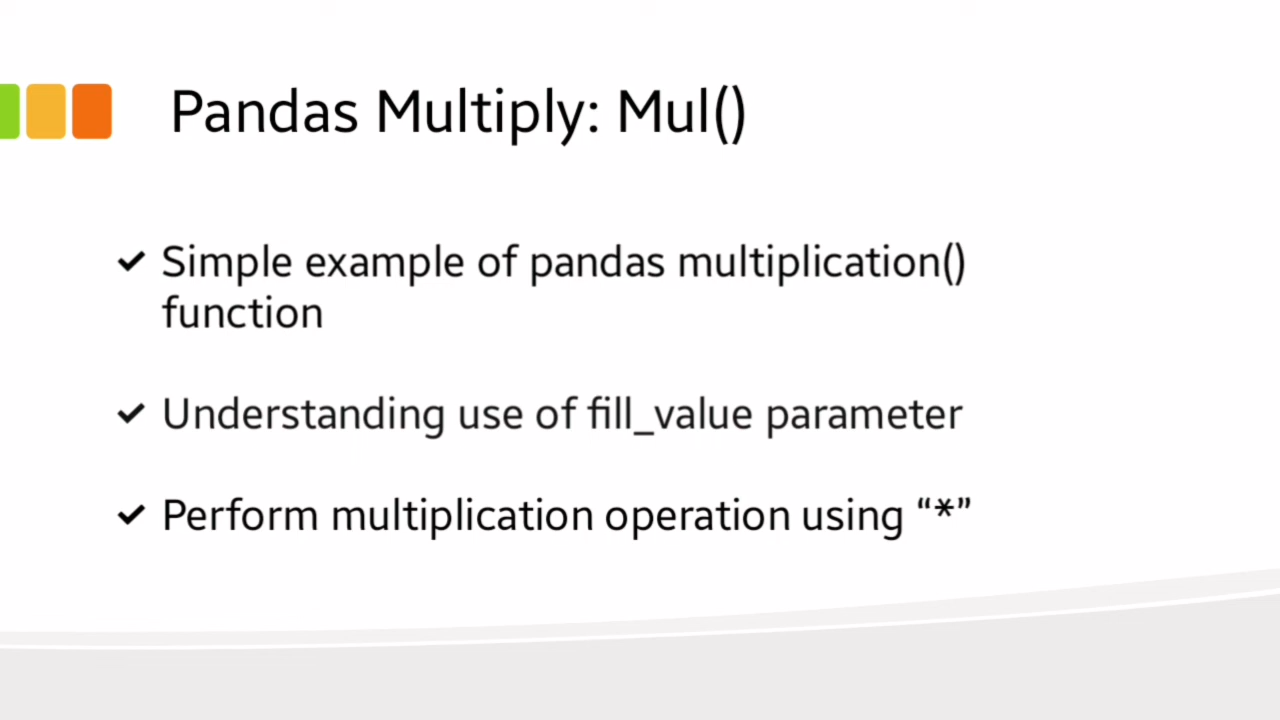 Pandas Multiply: Mul()
Simple example of pandas multiplication()
function
Understanding use of fill_value parameter
Perform multiplication operation using “*”